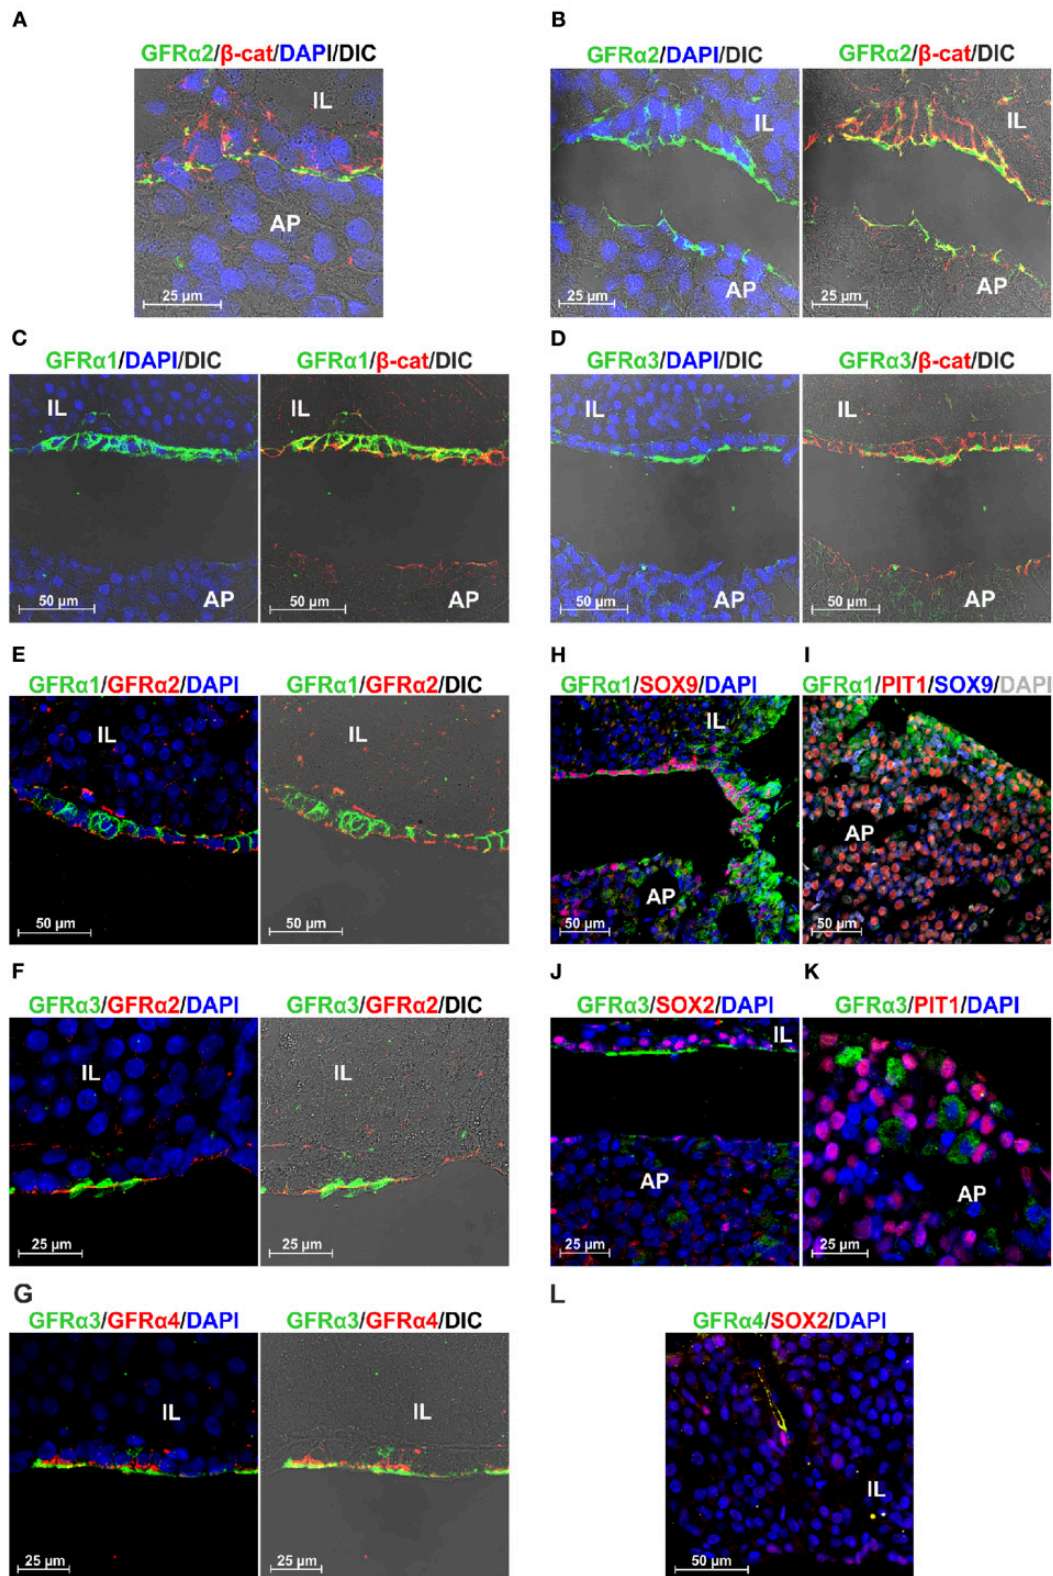 A
GFRα2/β-cat/DAPI/DIC
IL
AP
25 µm
B
GFRα2/DAPI/DIC
IL
AP
25 µm
GFRα2/β-cat/DIC
IL
AP
25 µm
C
GFRα1/DAPI/DIC
IL
AP
50 µm
GFRα1/β-cat/DIC
IL
AP
50 µm
D
GFRα3/DAPI/DIC
IL
AP
50 µm
GFRα3/β-cat/DIC
IL
AP
50 µm
E
GFRα1/GFRα2/DAPI
IL
50 µm
GFRα1/GFRα2/DIC
IL
50 µm
H
GFRα1/SOX9/DAPI
IL
AP
50 µm
I
GFRα1/PIT1/SOX9/DAPI
AP
50 µm
F
GFRα3/GFRα2/DAPI
IL
25 µm
GFRα3/GFRα2/DIC
IL
25 µm
J
GFRα3/SOX2/DAPI
IL
AP
25 µm
K
GFRα3/PIT1/DAPI
AP
25 µm
G
GFRα3/GFRα4/DAPI
IL
25 µm
GFRα3/GFRα4/DIC
IL
25 µm
L
GFRα4/SOX2/DAPI
IL
50 µm